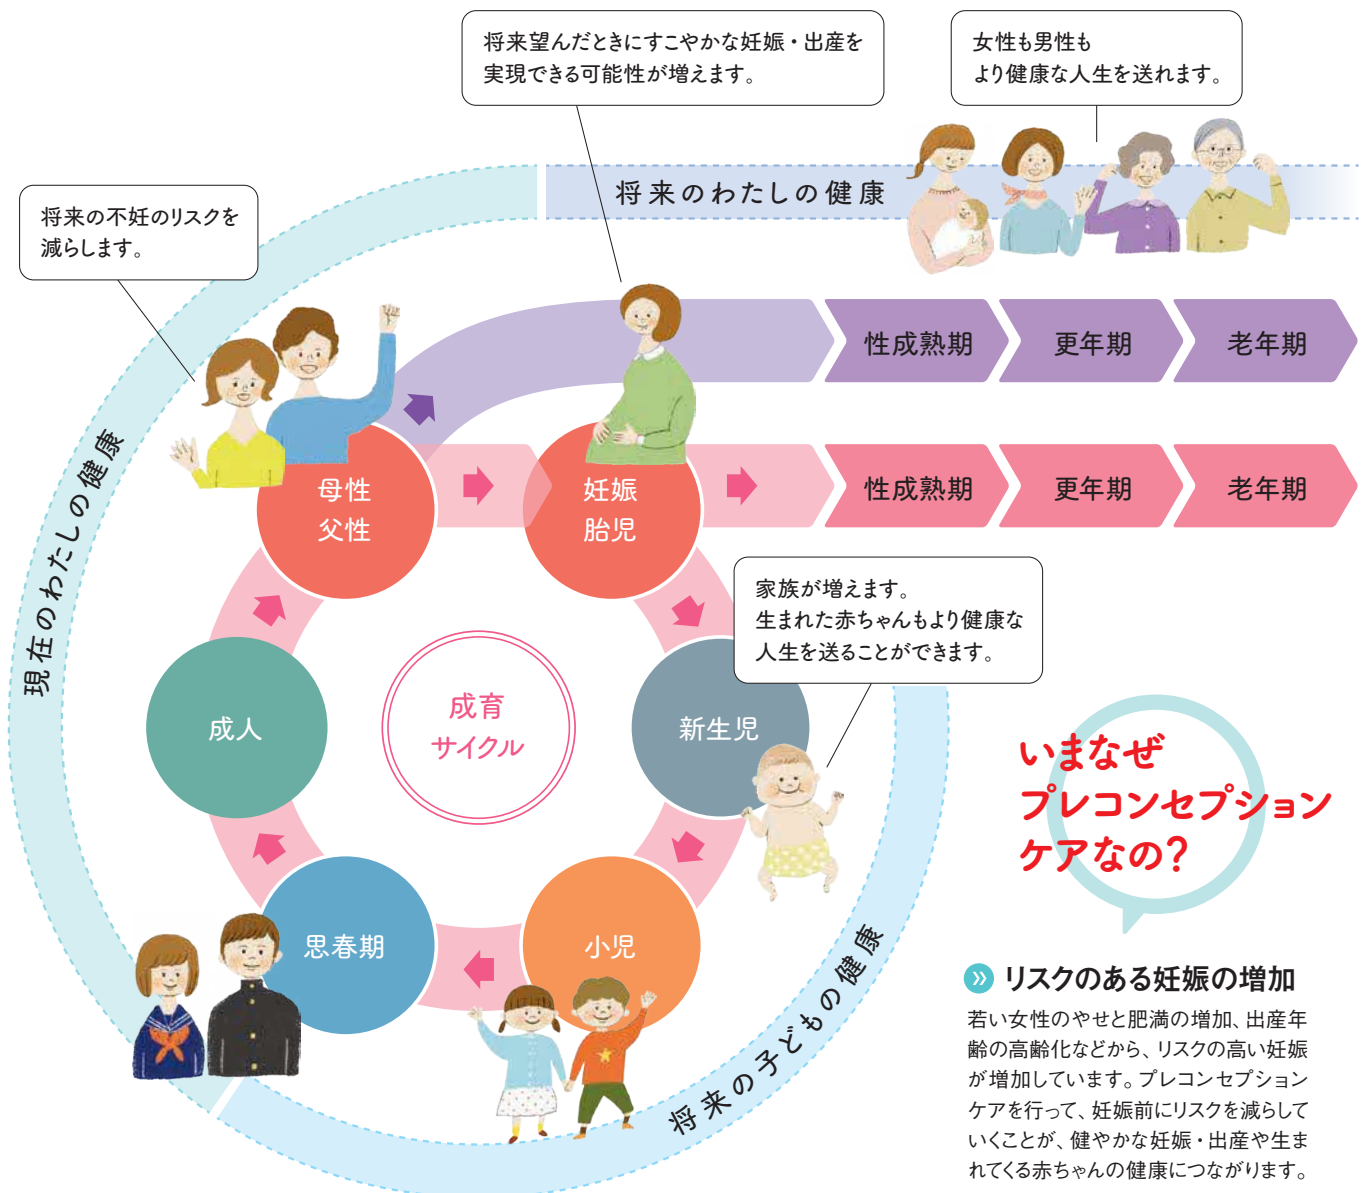 将来望んだときにすこやかな妊娠・出産を
実現できる可能性が増えます。
女性も男性も
より健康な人生を送れます。
将来のわたしの健康
将来の不妊のリスクを
減らします。
性成熟期
更年期
老年期
現在のわたしの健康
母性
父性
妊娠
胎児
性成熟期
更年期
老年期
家族が増えます。
生まれた赤ちゃんもより健康な
人生を送ることができます。
成人
成育
サイクル
新生児
思春期
小児
将来の子どもの健康
いまなぜ
プレコンセプション
ケアなの?
リスクのある妊娠の増加
若い女性のやせと肥満の増加、出産年
齢の高齢化などから、リスクの高い妊娠
が増加しています。プレコンセプション
ケアを行って、妊娠前にリスクを減らして
いくことが、健やかな妊娠・出産や生ま
れてくる赤ちゃんの健康につながります。